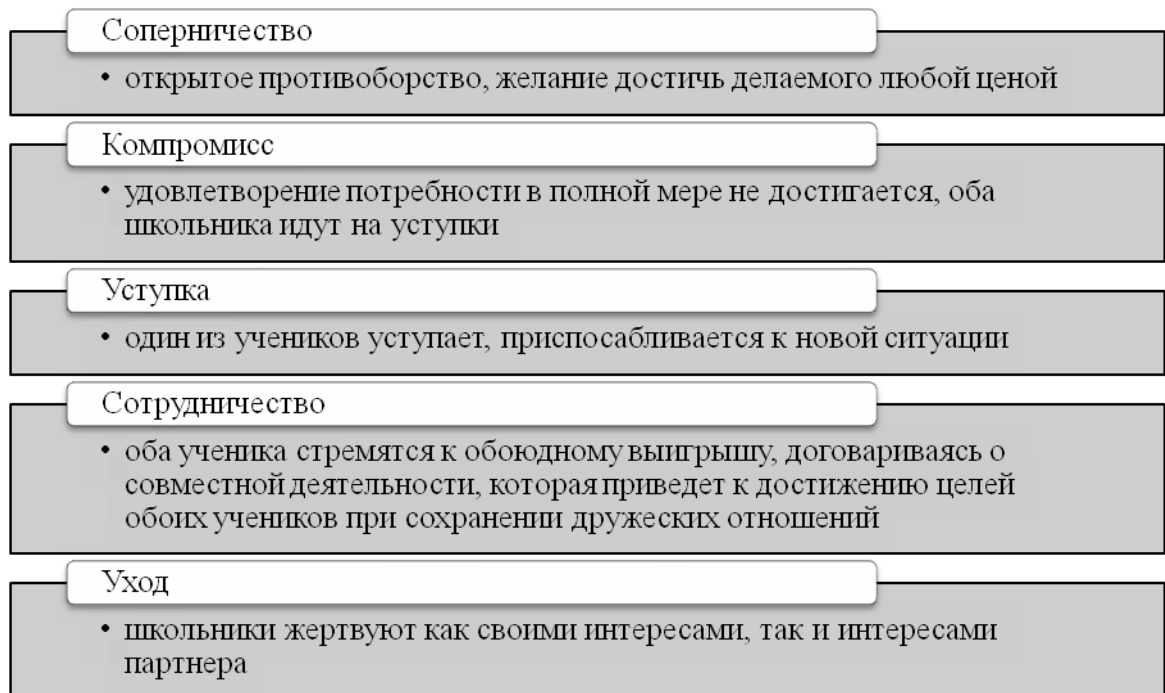 Соперничество
• открытое противоборство, желание достичь делаемого любой ценой
Компромисс
• удовлетворение потребности в полной мере не достигается, оба
школьника идут на уступки
Уступка
• один из учеников уступает, приспосабливается к новой ситуации
Сотрудничество
• оба ученика стремятся к обоюдному выигрышу, договариваясь о
совместной деятельности, которая приведет к достижению целей
обоих учеников при сохранении дружеских отношений
Уход
• школьники жертвуют как своими интересами, так и интересами
партнера